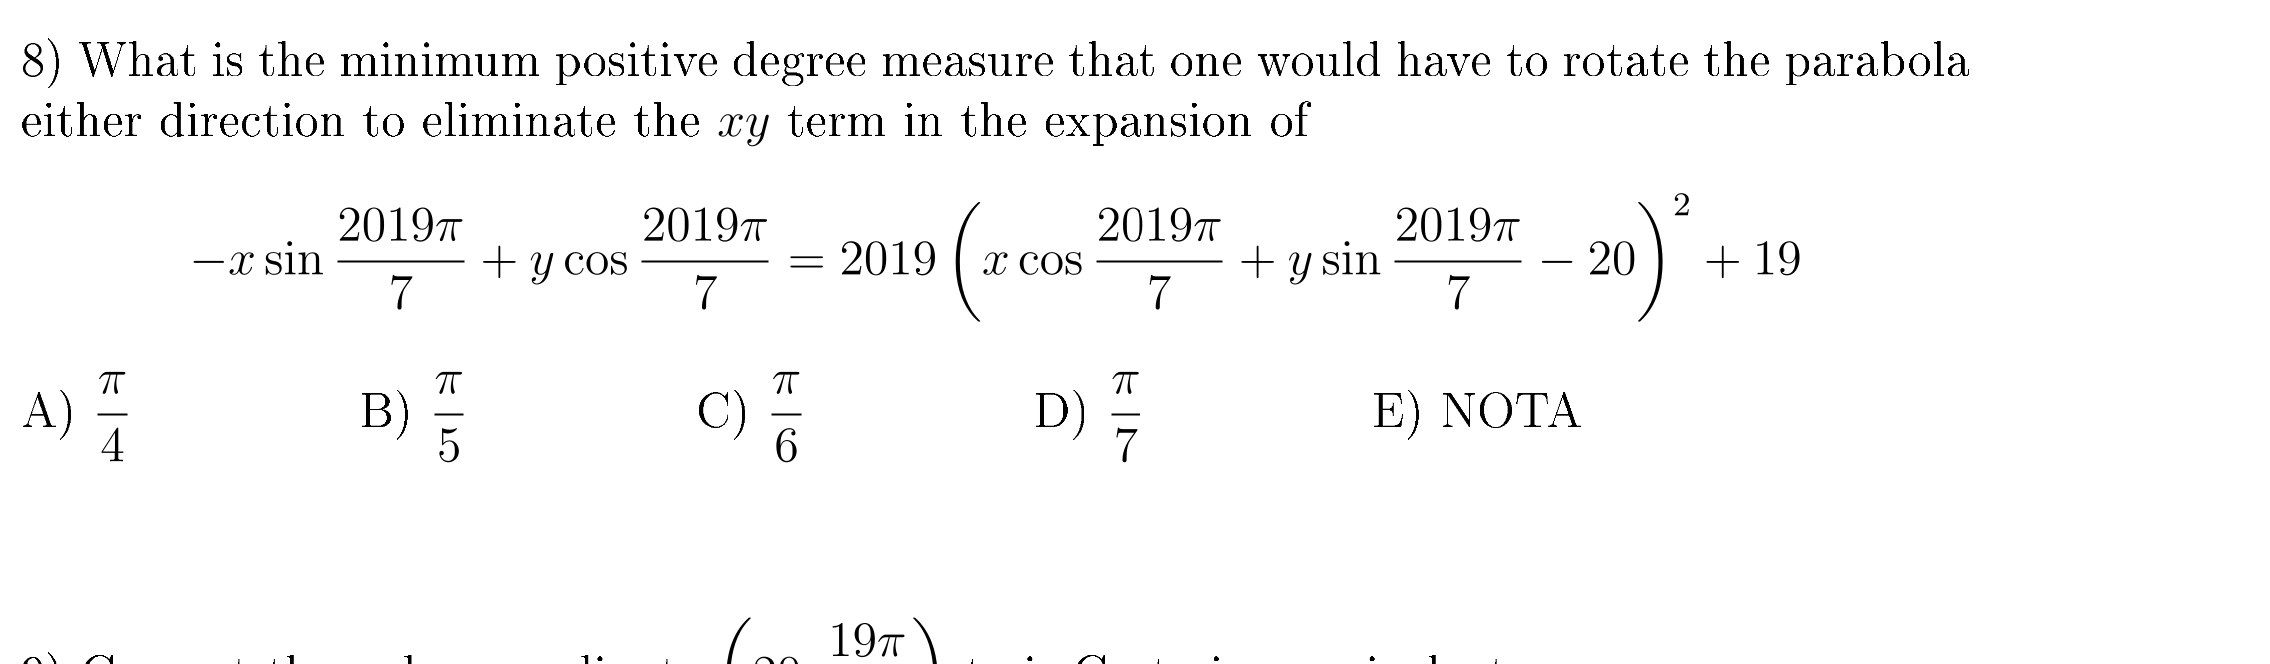 8) What is the minimum positive degree measure that one would have to rotate the parabola
either direction to eliminate the xy term in the expansion of
−x sin 2019π/7 + y cos 2019π/7 = 2019 (x cos 2019π/7 + y sin 2019π/7 − 20)² + 19
A) π/4 B) π/5 C) π/6 D) π/7 E) NOTA
19π